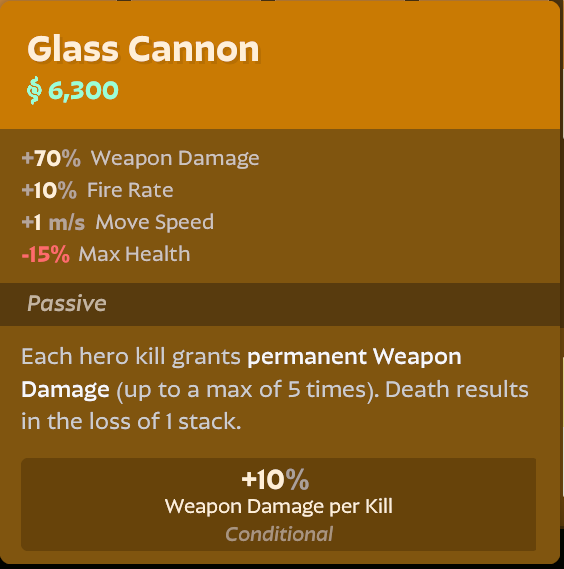 Glass Cannon
6,300
+70% Weapon Damage
+10% Fire Rate
+1 m/s Move Speed
-15% Max Health
Passive
Each hero kill grants permanent Weapon
Damage (up to a max of 5 times). Death results
in the loss of 1 stack.
+10%
Weapon Damage per Kill
Conditional